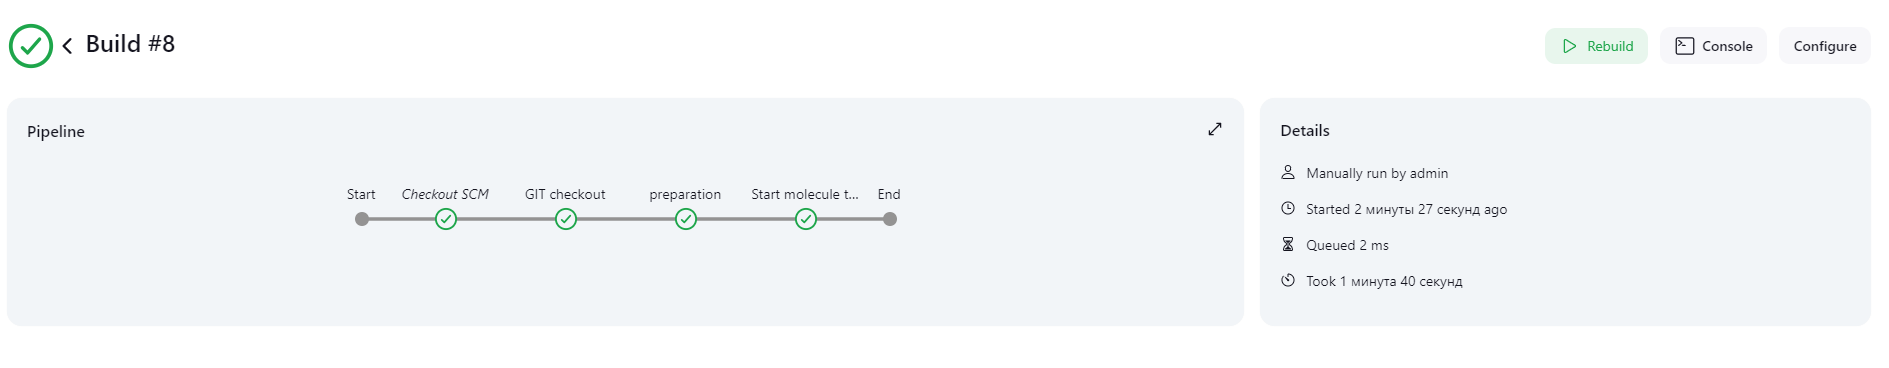 Build #8
Rebuild
Console
Configure
Pipeline
Start
Checkout SCM
GIT checkout
preparation
Start molecule t...
End
Details
Manually run by admin
Started 2 минуты 27 секунд ago
Queued 2 ms
Took 1 минута 40 секунд